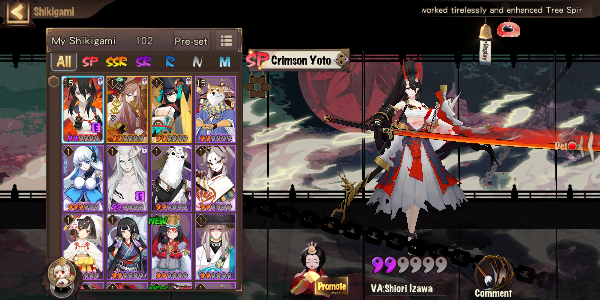 Shikigami
worked tirelessly and enhanced Tree Spir
My Shikigami 102
Pre-set
All SP SSR SR R N M
SP Crimson Yoto
NEW
Promote
VA:Shiori Izawa
Comment